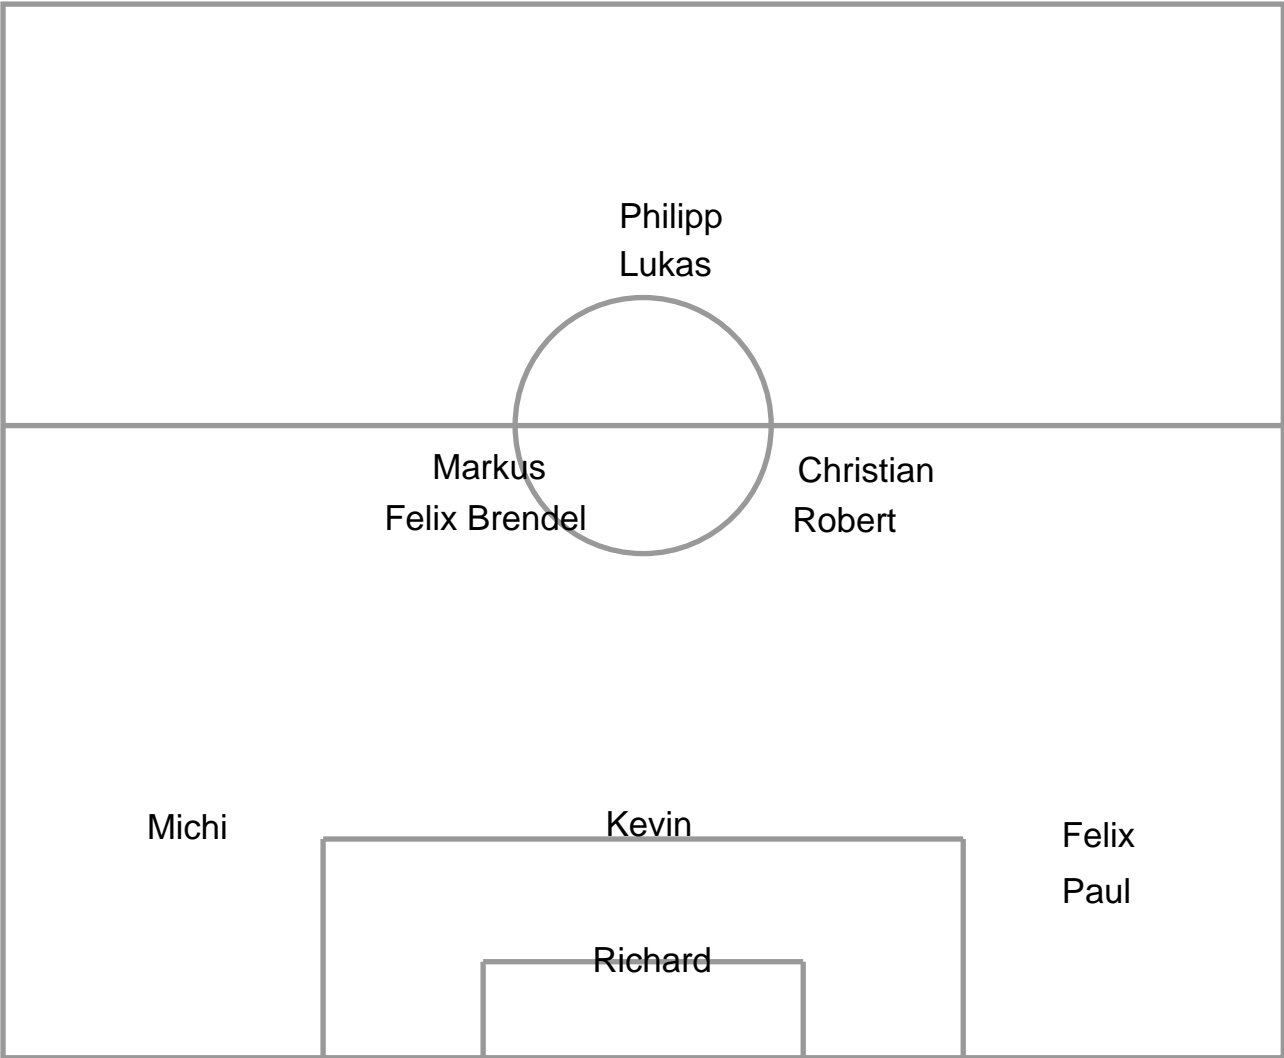 Philipp
Lukas
Markus
Christian
Felix Brendel
Robert
Michi
Kevin
Felix
Paul
Richard